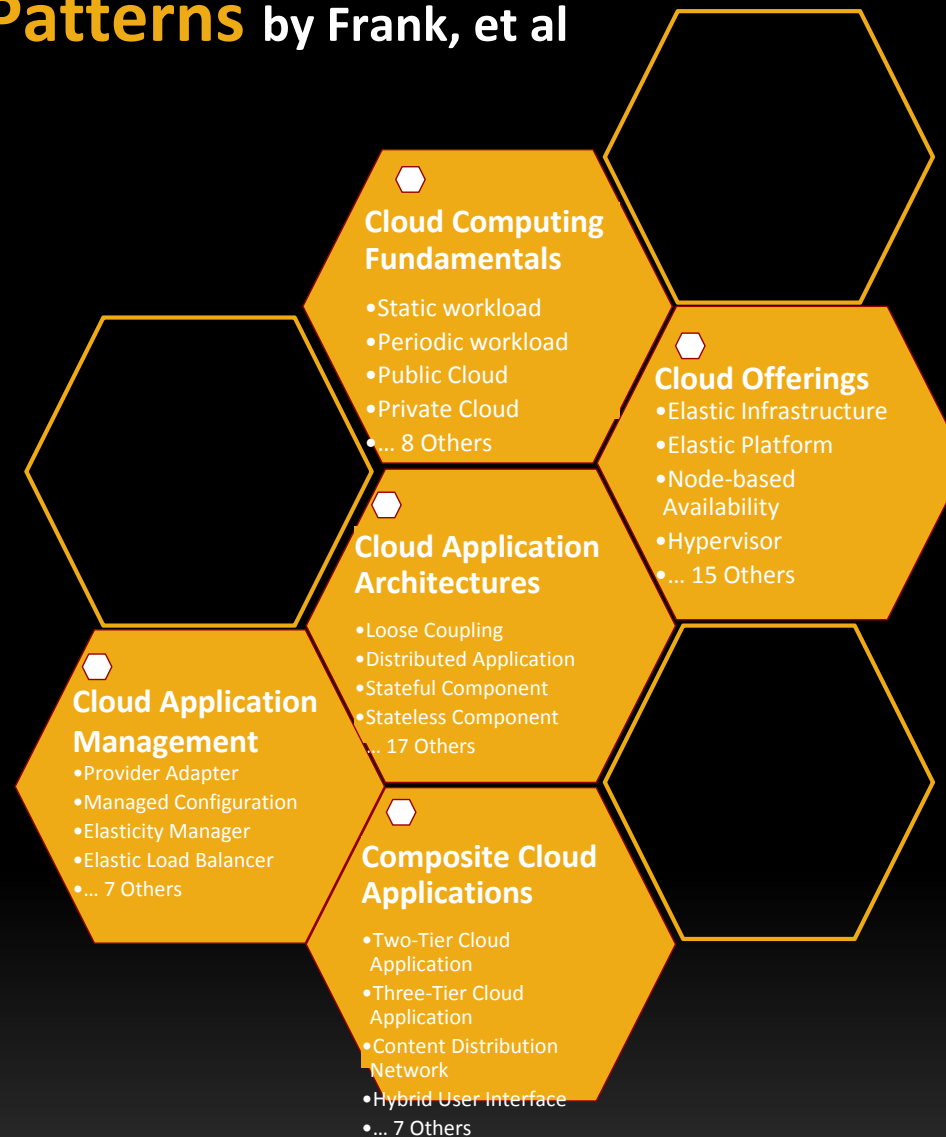 Patterns by Frank, et al
Cloud Computing
Fundamentals
•Static workload
•Periodic workload
•Public Cloud
•Private Cloud
•... 8 Others
Cloud Offerings
•Elastic Infrastructure
•Elastic Platform
•Node-based
Availability
•Hypervisor
•... 15 Others
Cloud Application
Architectures
•Loose Coupling
•Distributed Application
•Stateful Component
•Stateless Component
... 17 Others
Cloud Application
Management
•Provider Adapter
•Managed Configuration
•Elasticity Manager
•Elastic Load Balancer
•... 7 Others
Composite Cloud
Applications
•Two-Tier Cloud
Application
•Three-Tier Cloud
Application
•Content Distribution
Network
•Hybrid User Interface
•... 7 Others